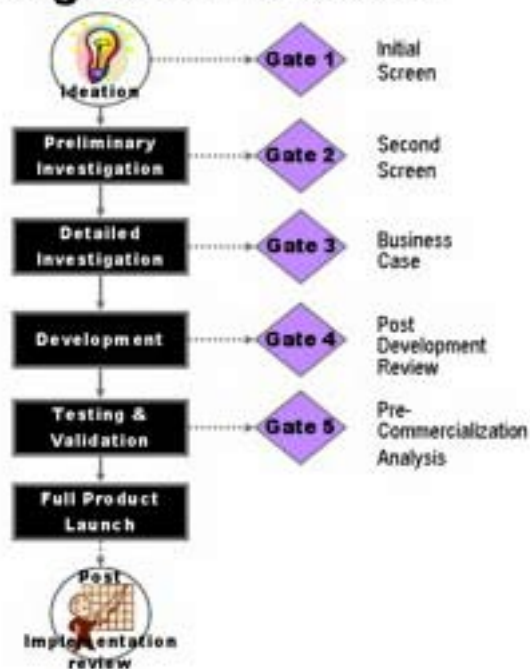 Ideation
Gate 1
Initial
Screen
Preliminary
Investigation
Gate 2
Second
Screen
Detailed
Investigation
Gate 3
Business
Case
Development
Gate 4
Post
Development
Review
Testing &
Validation
Gate 5
Pre-
Commercialization
Analysis
Full Product
Launch
Post
Implementation
review